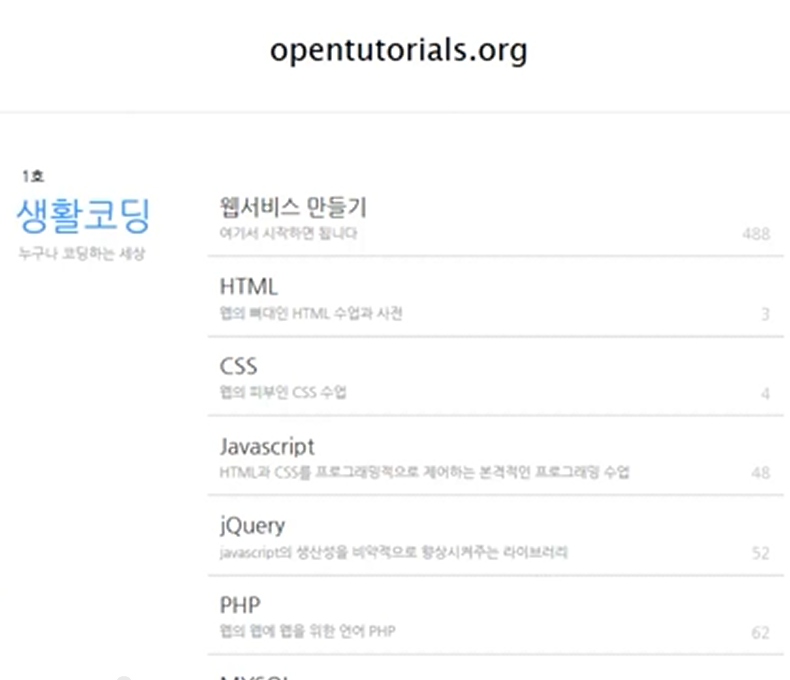 opentutorials.org
1호
생활코딩
누구나 코딩하는 세상
웹서비스 만들기
여기서 시작하면 됩니다
488
HTML
웹의 뼈대인 HTML 수업과 사전
3
CSS
웹의 피부인 CSS 수업
4
Javascript
HTML과 CSS를 프로그래밍적으로 제어하는 본격적인 프로그래밍 수업
48
jQuery
javascript의 생산성을 비약적으로 향상시켜주는 라이브러리
52
PHP
웹의 웹에 웹을 위한 언어 PHP
62